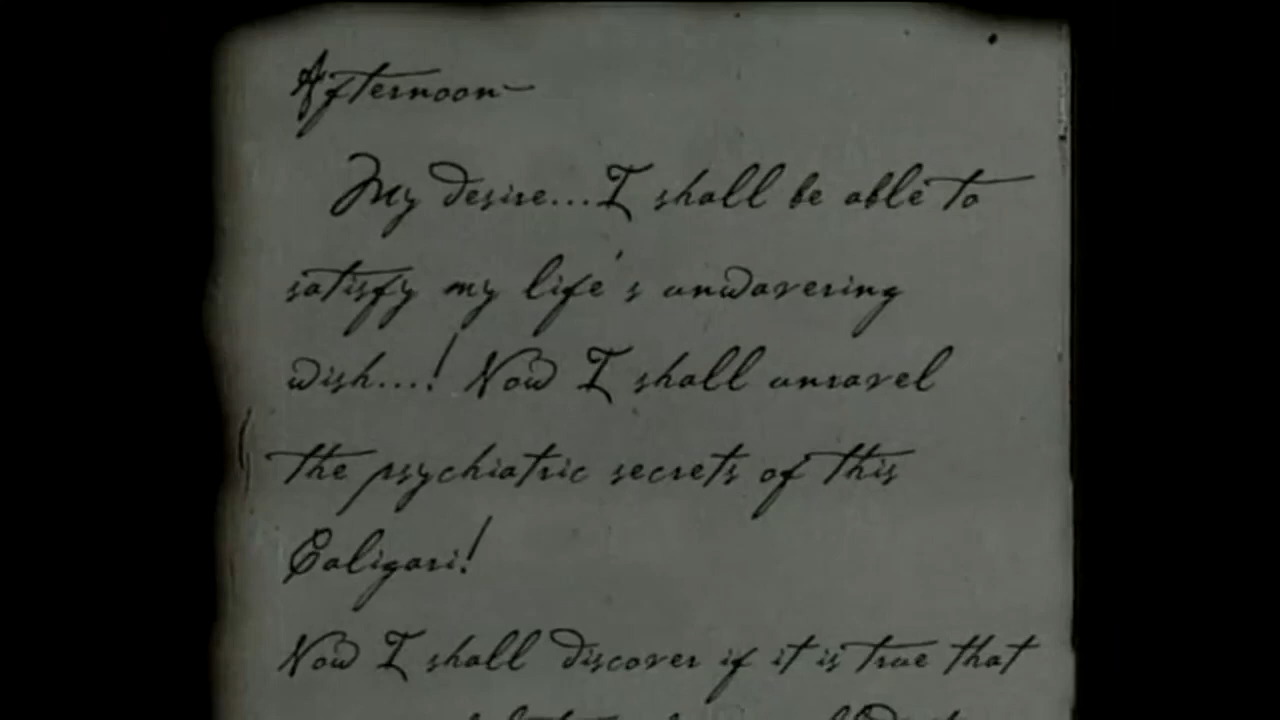 Afternoon—
My desire...I shall be able to
satisfy my life's unwavering
wish...! Now I shall unravel
the psychiatric secrets of this
Caligari!
Now I shall discover if it is true that